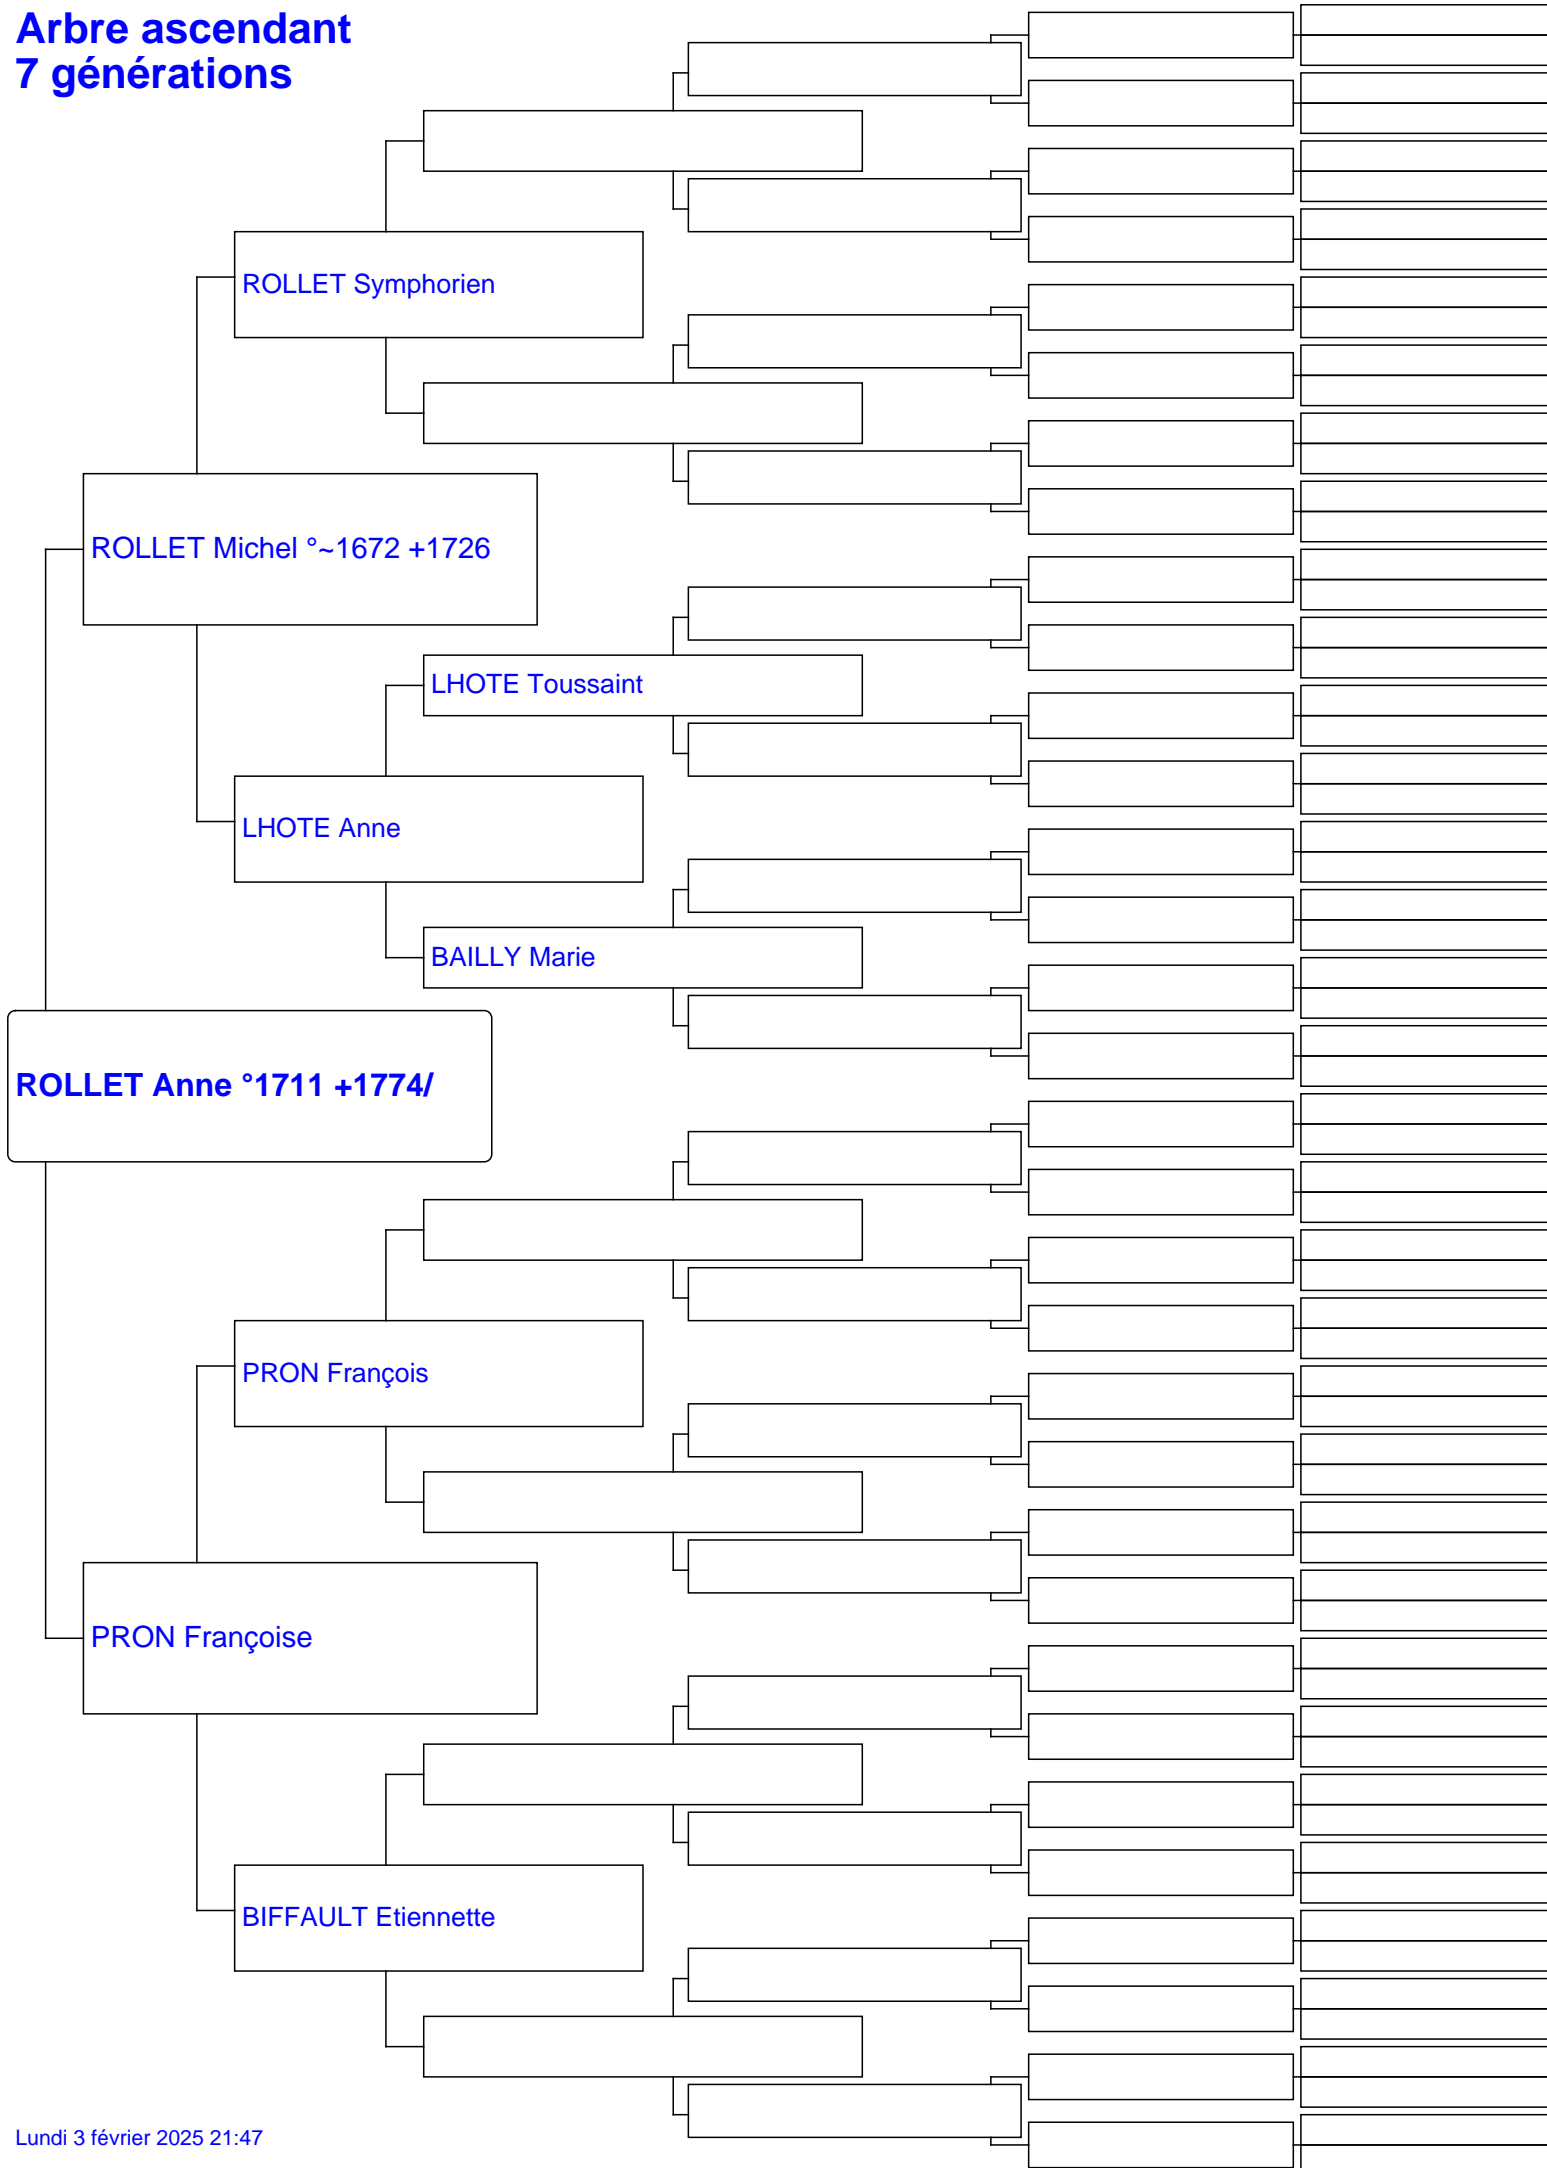 Arbre ascendant
7 générations
ROLLET Symphorien
ROLLET Michel °~1672 +1726
LHOTE Toussaint
LHOTE Anne
BAILLY Marie
ROLLET Anne °1711 +1774/
PRON François
PRON Françoise
BIFFAULT Etiennette
Lundi 3 février 2025 21:47